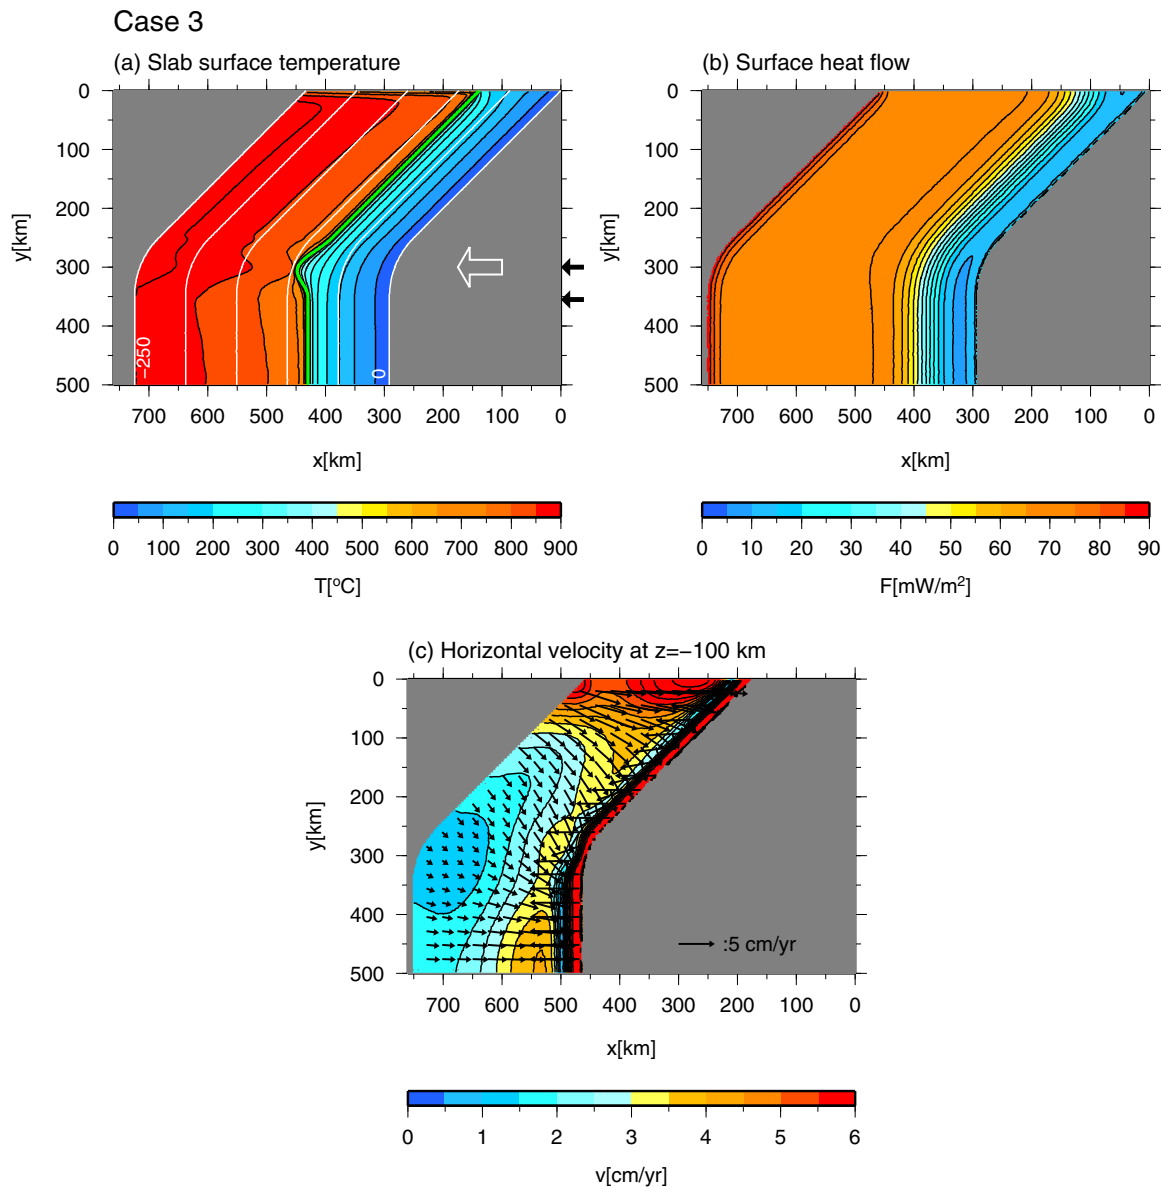 Case 3
(a) Slab surface temperature
0
100
200
300
400
500
y[km]
−250
0
700 600 500 400 300 200 100 0
x[km]
0 100 200 300 400 500 600 700 800 900
T[ºC]
(b) Surface heat flow
0
100
200
300
400
500
y[km]
700 600 500 400 300 200 100 0
x[km]
0 10 20 30 40 50 60 70 80 90
F[mW/m²]
(c) Horizontal velocity at z=−100 km
0
100
200
300
400
500
y[km]
:5 cm/yr
700 600 500 400 300 200 100 0
x[km]
0 1 2 3 4 5 6
v[cm/yr]